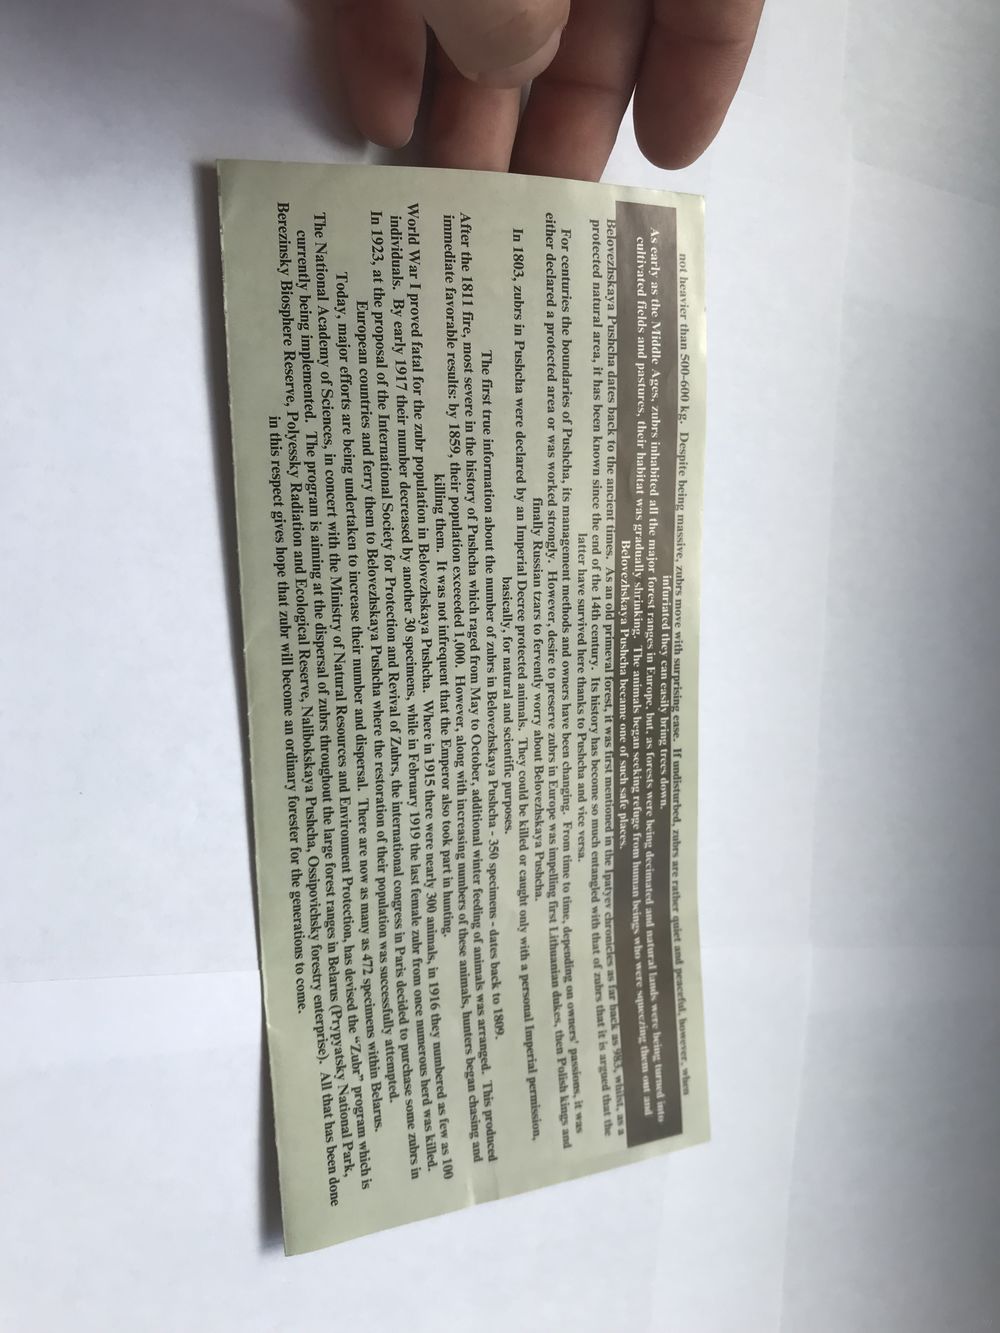 not heavier than 500-600 kg. Despite being massive, zubrs move with surprising ease. If undisturbed, zubrs are rather quiet and peaceful, however, when
infuriated they can easily bring trees down.
As early as the Middle Ages, zubrs inhabited all the major forest ranges in Europe, but, as forests were being decimated and natural lands were being turned into
cultivated fields and pastures, their habitat was gradually shrinking. The animals began seeking refuge from human beings who were squeezing them out and
Belovezhskaya Pushcha became one of such safe places.
Belovezhskaya Pushcha dates back to the ancient times. As an old primeval forest, it was first mentioned in the Ipatyev chronicles as far back as 983, whilst, as a
protected natural area, it has been known since the end of the 14th century. Its history has become so much entangled with that of zubrs that it is argued that the
latter have survived here thanks to Pushcha and vice versa.
For centuries the boundaries of Pushcha, its management methods and owners have been changing. From time to time, depending on owners' passions, it was
either declared a protected area or was worked strongly. However, desire to preserve zubrs in Europe was impelling first Lithuanian dukes, then Polish kings and
finally Russian tzars to fervently worry about Belovezhskaya Pushcha.
In 1803, zubrs in Pushcha were declared by an Imperial Decree protected animals. They could be killed or caught only with a personal Imperial permission,
basically, for natural and scientific purposes.
The first true information about the number of zubrs in Belovezhskaya Pushcha - 350 specimens - dates back to 1809.
After the 1811 fire, most severe in the history of Pushcha which raged from May to October, additional winter feeding of animals was arranged. This produced
immediate favorable results: by 1859, their population exceeded 1,000. However, along with increasing numbers of these animals, hunters began chasing and
killing them. It was not infrequent that the Emperor also took part in hunting.
World War I proved fatal for the zubr population in Belovezhskaya Pushcha. Where in 1915 there were nearly 300 animals, in 1916 they numbered as few as 100
individuals. By early 1917 their number decreased by another 30 specimens, while in February 1919 the last female zubr from once numerous herd was killed.
In 1923, at the proposal of the International Society for Protection and Revival of Zubrs, the international congress in Paris decided to purchase some zubrs in
European countries and ferry them to Belovezhskaya Pushcha where the restoration of their population was successfully attempted.
Today, major efforts are being undertaken to increase their number and dispersal. There are now as many as 472 specimens within Belarus.
The National Academy of Sciences, in concert with the Ministry of Natural Resources and Environment Protection, has devised the "Zubr" program which is
currently being implemented. The program is aiming at the dispersal of zubrs throughout the large forest ranges in Belarus (Prypyatsky National Park,
Berezinsky Biosphere Reserve, Polyessky Radiation and Ecological Reserve, Nalibokskaya Pushcha, Ossipovichsky forestry enterprise). All that has been done
in this respect gives hope that zubr will become an ordinary forester for the generations to come.